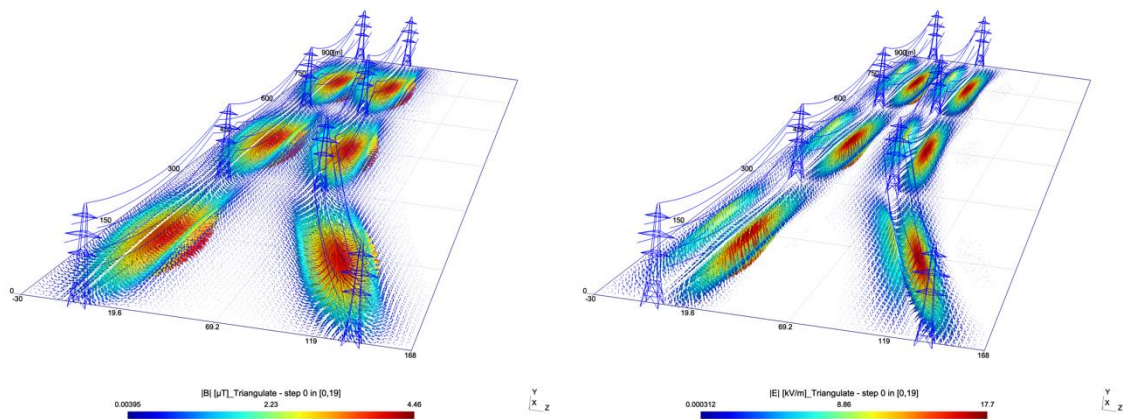 900[m]
750
600
300
150
0
-30
19.6
69.2
119
168
|B| [µT]_Triangulate - step 0 in [0,19]
0.00395 2.23 4.46
Y
X
Z
900[m]
750
600
300
150
0
-30
19.6
69.2
119
168
|E| [kV/m]_Triangulate - step 0 in [0,19]
0.000312 8.86 17.7
Y
X
Z